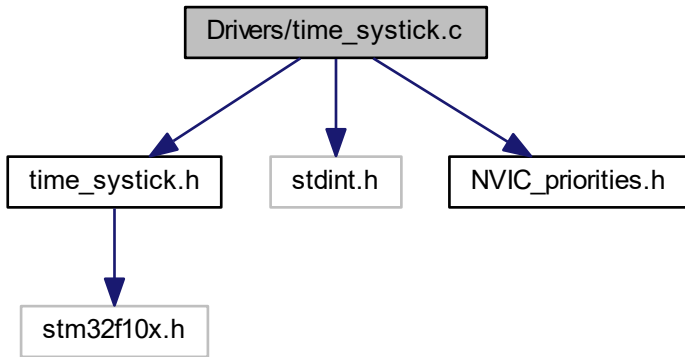 Drivers/time_systick.c
time_systick.h
stdint.h
NVIC_priorities.h
stm32f10x.h